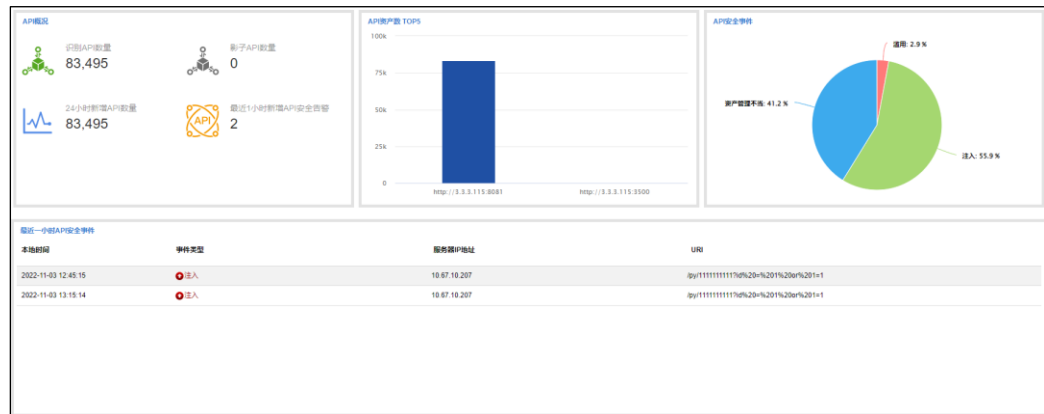 API概况
识别API数量
83,495
影子API数量
0
24小时新增API数量
83,495
API
最近1小时新增API安全告警
2
API资产数 TOP5
100k
75k
50k
25k
0
http://3.3.3.115:8081
http://3.3.3.115:3500
API安全事件
滥用: 2.9 %
资产管理不当: 41.2 %
注入: 55.9 %
最近一小时API安全事件
本地时间 事件类型 服务器IP地址 URI
2022-11-03 12:45:15 注入 10.67.10.207 /py/1111111111?id%20=%201%20or%201=1
2022-11-03 13:15:14 注入 10.67.10.207 /py/1111111111?id%20=%201%20or%201=1